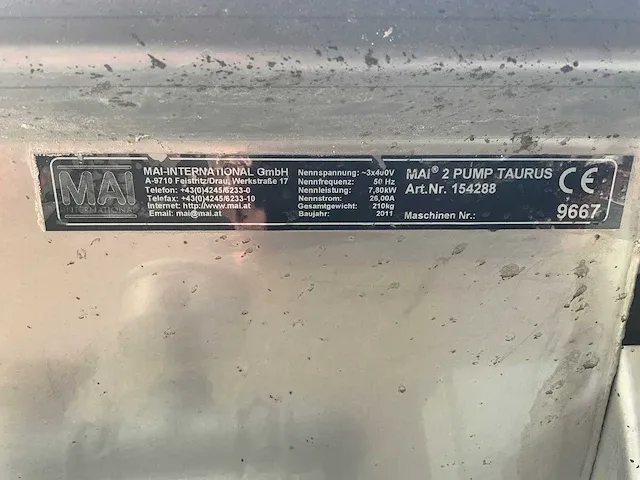 MAI
INTERNATIONAL
MAI-INTERNATIONAL GmbH
A-9710 Feistritz/Drau, Werkstraße 17
Telefon: +43(0)4245/6233-0
Telefax: +43(0)4245/6233-10
Internet: http://www.mai.at
Email: mai@mai.at
Nennspannung: ~3x400V
Nennfrequenz: 50 Hz
Nennleistung: 7,80kW
Nennstrom: 26,00A
Gesamtgewicht: 210kg
Baujahr: 2011
MAI® 2 PUMP TAURUS
Art.Nr. 154288
Maschinen Nr.: 9667
CE